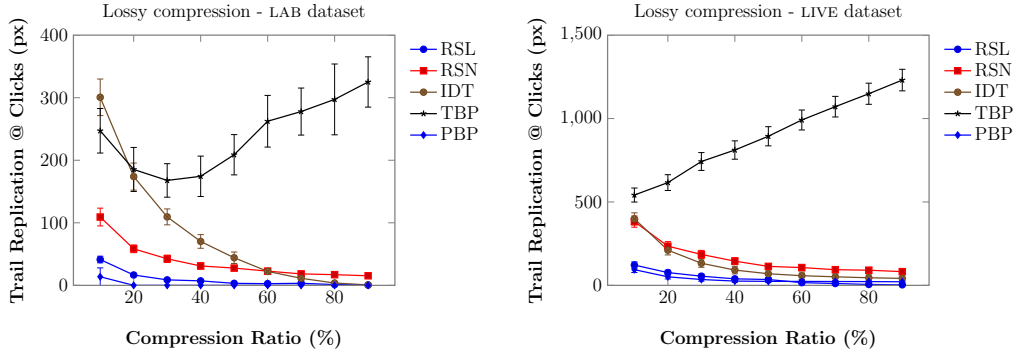 Lossy compression - LAB dataset
Trail Replication @ Clicks (px)
400
300
200
100
0
20
40
60
80
Compression Ratio (%)
RSL
RSN
IDT
TBP
PBP
Lossy compression - LIVE dataset
Trail Replication @ Clicks (px)
1,500
1,000
500
0
20
40
60
80
Compression Ratio (%)
RSL
RSN
IDT
TBP
PBP